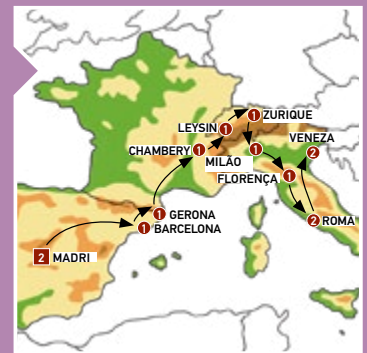 1 ZURIQUE
LEYSIN 1
VENEZA
2
CHAMBERY 1
1
MILÃO
FLORENÇA 1
1 GERONA
1 BARCELONA
2 ROMA
2 MADRI